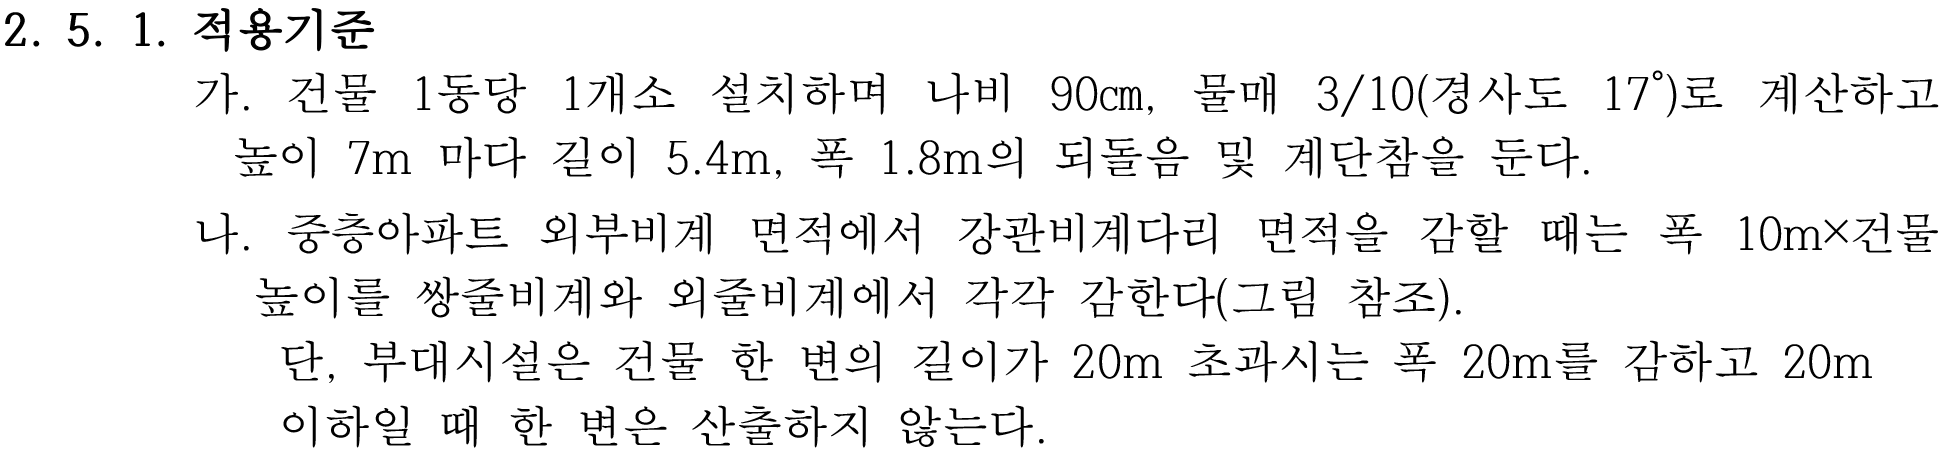 2. 5. 1. 적용기준
가. 건물 1동당 1개소 설치하며 나비 90㎝, 물매 3/10(경사도 17°)로 계산하고
높이 7m 마다 길이 5.4m, 폭 1.8m의 되돌음 및 계단참을 둔다.
나. 중층아파트 외부비계 면적에서 강관비계다리 면적을 감할 때는 폭 10m×건물
높이를 쌍줄비계와 외줄비계에서 각각 감한다(그림 참조).
단, 부대시설은 건물 한 변의 길이가 20m 초과시는 폭 20m를 감하고 20m
이하일 때 한 변은 산출하지 않는다.